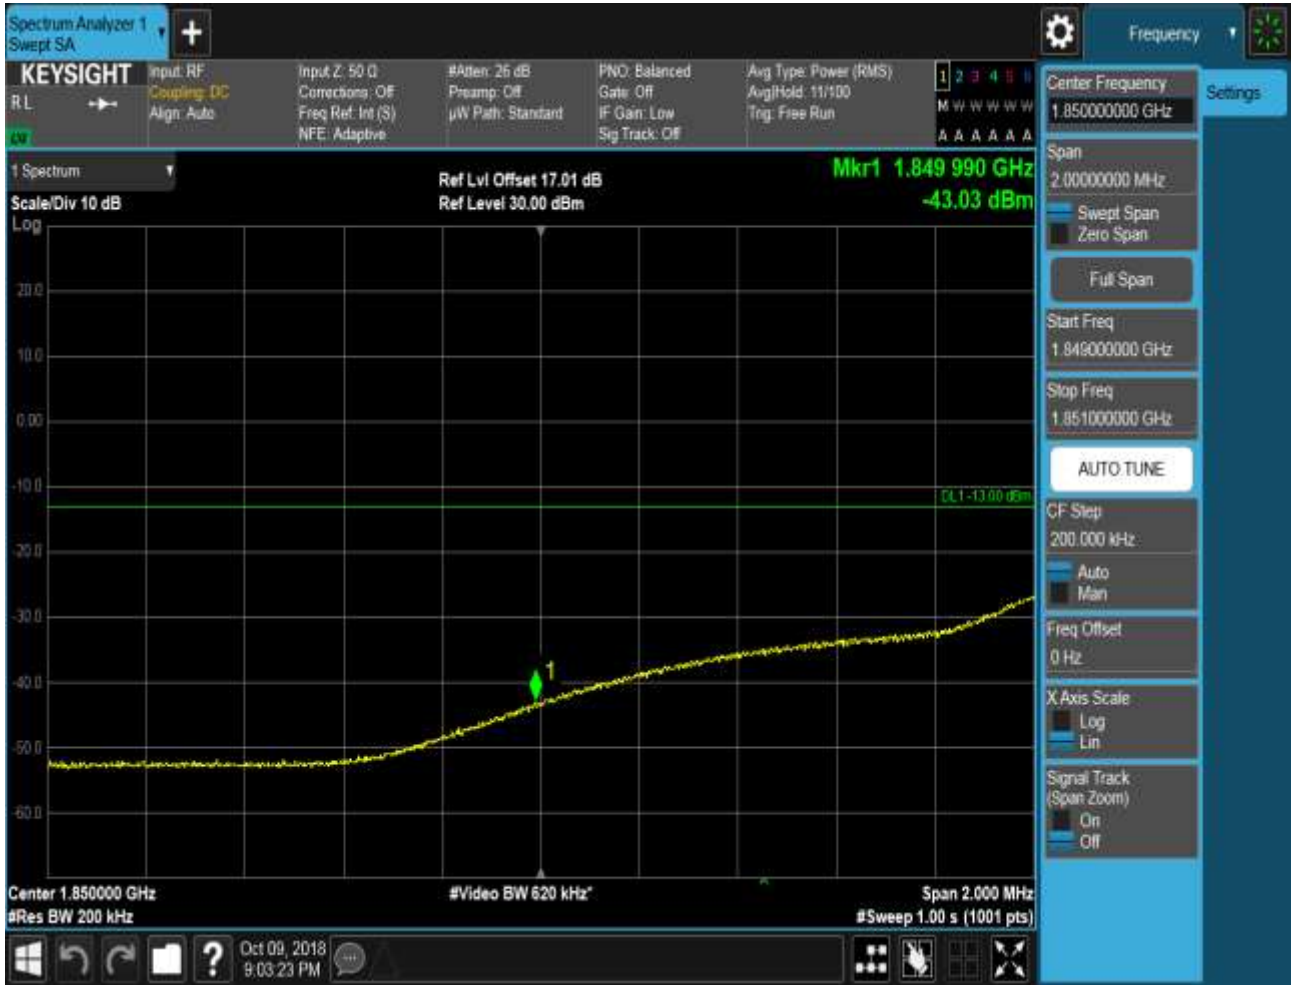 Spectrum Analyzer 1
Swept SA
Frequency
KEYSIGHT
R L
Input: RF
Coupling: DC
Align: Auto
Input Z: 50 Ω
Corrections: Off
Freq Ref: Int (S)
NFE: Adaptive
#Atten: 26 dB
Preamp: Off
µW Path: Standard
PNO: Balanced
Gate: Off
IF Gain: Low
Sig Track: Off
Avg Type: Power (RMS)
Avg|Hold: 11/100
Trig: Free Run
1 2 3 4 5 6
M W W W W W
A A A A A A
1 Spectrum
Scale/Div 10 dB
Log
Ref Lvl Offset 17.01 dB
Ref Level 30.00 dBm
Mkr1 1.849 990 GHz
-43.03 dBm
20.0
10.0
0.00
-10.0
-20.0
-30.0
-40.0
-50.0
-60.0
DL1 -13.00 dBm
1
Center 1.850000 GHz
#Res BW 200 kHz
#Video BW 620 kHz*
Span 2.000 MHz
#Sweep 1.00 s (1001 pts)
Oct 09, 2018
9:03:23 PM
Center Frequency
1.850000000 GHz
Settings
Span
2.00000000 MHz
Swept Span
Zero Span
Full Span
Start Freq
1.849000000 GHz
Stop Freq
1.851000000 GHz
AUTO TUNE
CF Step
200.000 kHz
Auto
Man
Freq Offset
0 Hz
X Axis Scale
Log
Lin
Signal Track
(Span Zoom)
On
Off